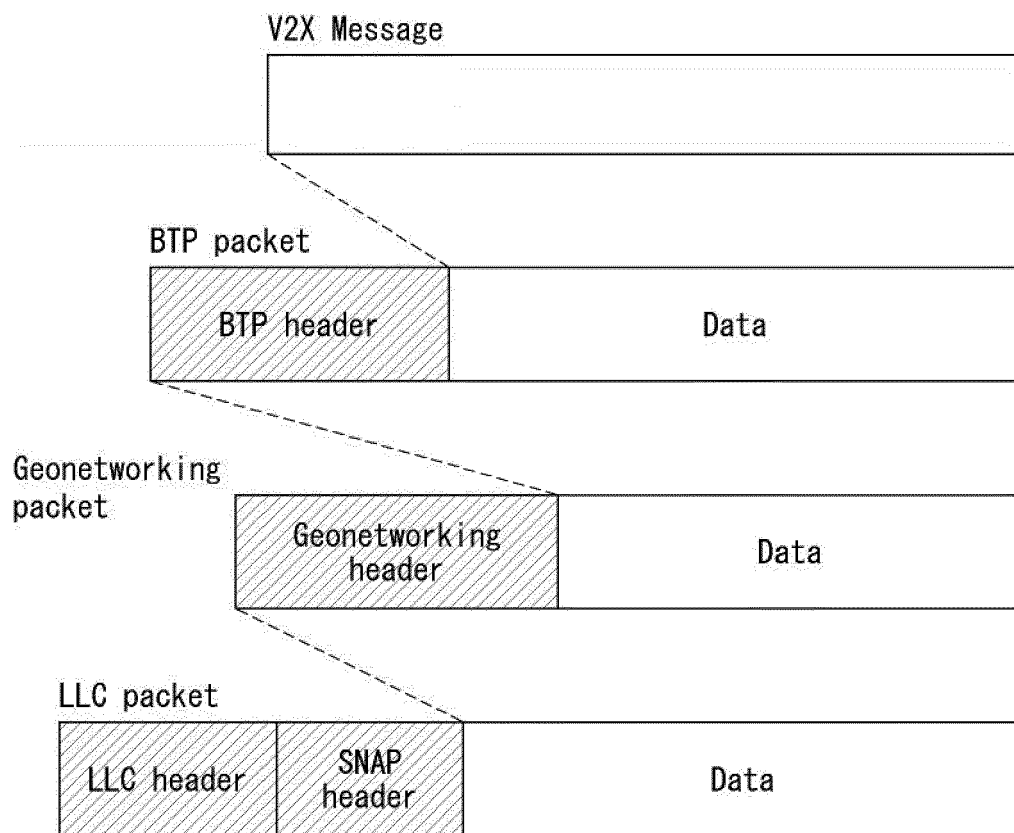 V2X Message
BTP packet
BTP header
Data
Geonetworking
packet
Geonetworking
header
Data
LLC packet
LLC header
SNAP
header
Data